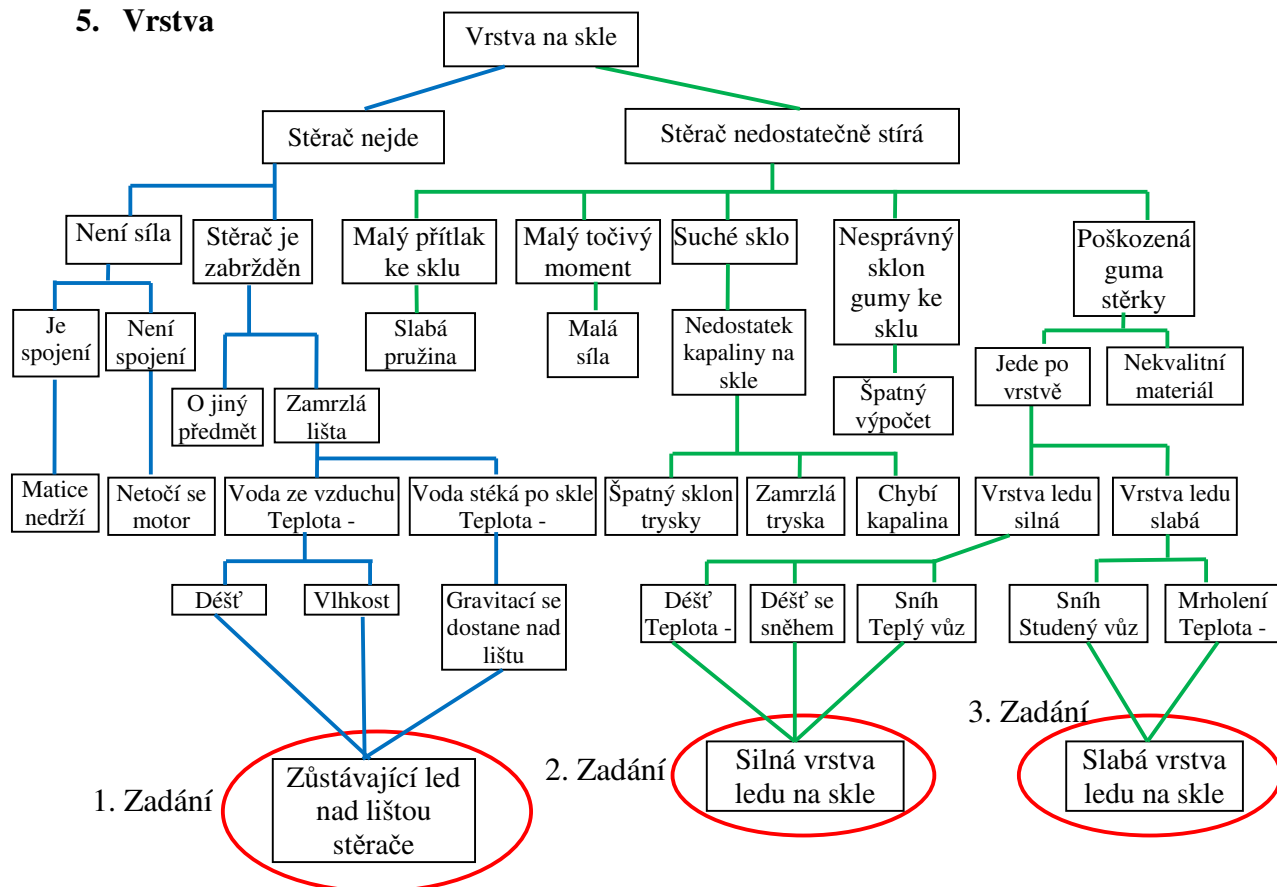 5. Vrstva
Vrstva na skle
Stěrač nejde
Stěrač nedostatečně stírá
Není síla
Stěrač je
zabržděn
Malý přítlak
ke sklu
Malý točivý
moment
Suché sklo
Nesprávný
sklon
gumy ke
sklu
Poškozená
guma
stěrky
Je
spojení
Není
spojení
Slabá
pružina
Malá
síla
Nedostatek
kapaliny na
skle
Jede po
vrstvě
Nekvalitní
materiál
O jiný
předmět
Zamrzlá
lišta
Špatný
výpočet
Matice
nedrží
Netočí se
motor
Voda ze vzduchu
Teplota -
Voda stéká po skle
Teplota -
Špatný sklon
trysky
Zamrzlá
tryska
Chybí
kapalina
Vrstva ledu
silná
Vrstva ledu
slabá
Déšť
Vlhkost
Gravitací se
dostane nad
lištu
Déšť
Teplota -
Déšť se
sněhem
Sníh
Teplý vůz
Sníh
Studený vůz
Mrholení
Teplota -
1. Zadání
Zůstávající led
nad lištou
stěrače
2. Zadání
Silná vrstva
ledu na skle
3. Zadání
Slabá vrstva
ledu na skle